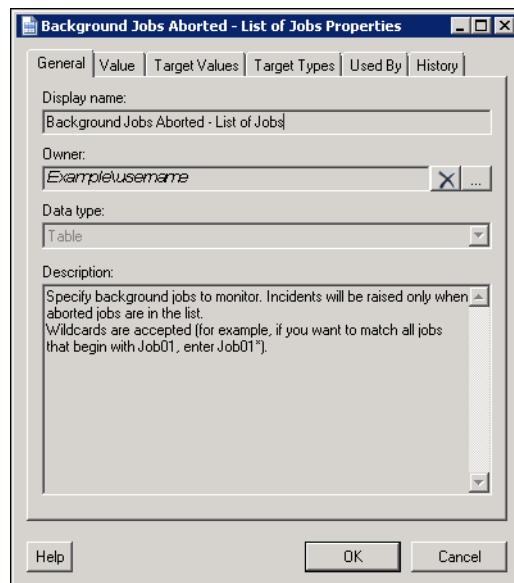 Background Jobs Aborted - List of Jobs Properties
General Value Target Values Target Types Used By History
Display name:
Background Jobs Aborted - List of Jobs
Owner:
Example\username
...
Data type:
Table
Description:
Specify background jobs to monitor. Incidents will be raised only when
aborted jobs are in the list.
Wildcards are accepted (for example, if you want to match all jobs
that begin with Job01, enter Job01*).
Help OK Cancel